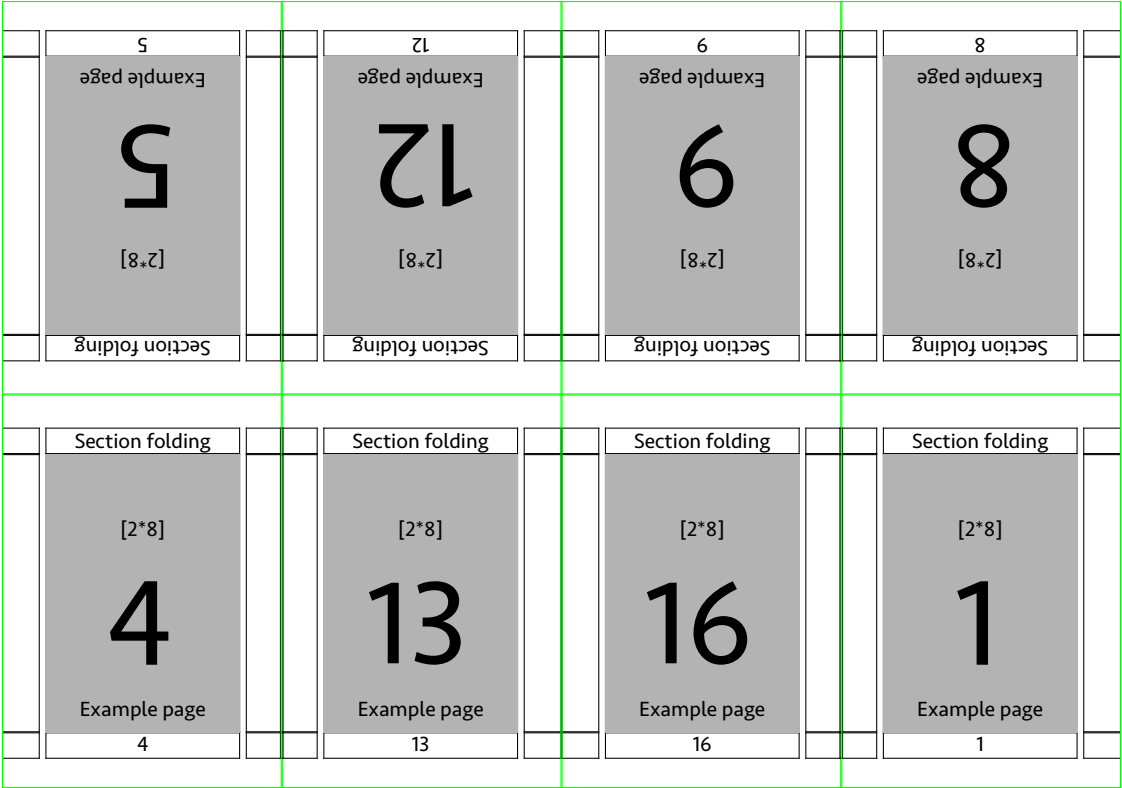 Section folding
[2*8]
5
Example page
5
Section folding
[2*8]
12
Example page
12
Section folding
[2*8]
9
Example page
9
Section folding
[2*8]
8
Example page
8
Section folding
[2*8]
4
Example page
4
Section folding
[2*8]
13
Example page
13
Section folding
[2*8]
16
Example page
16
Section folding
[2*8]
1
Example page
1